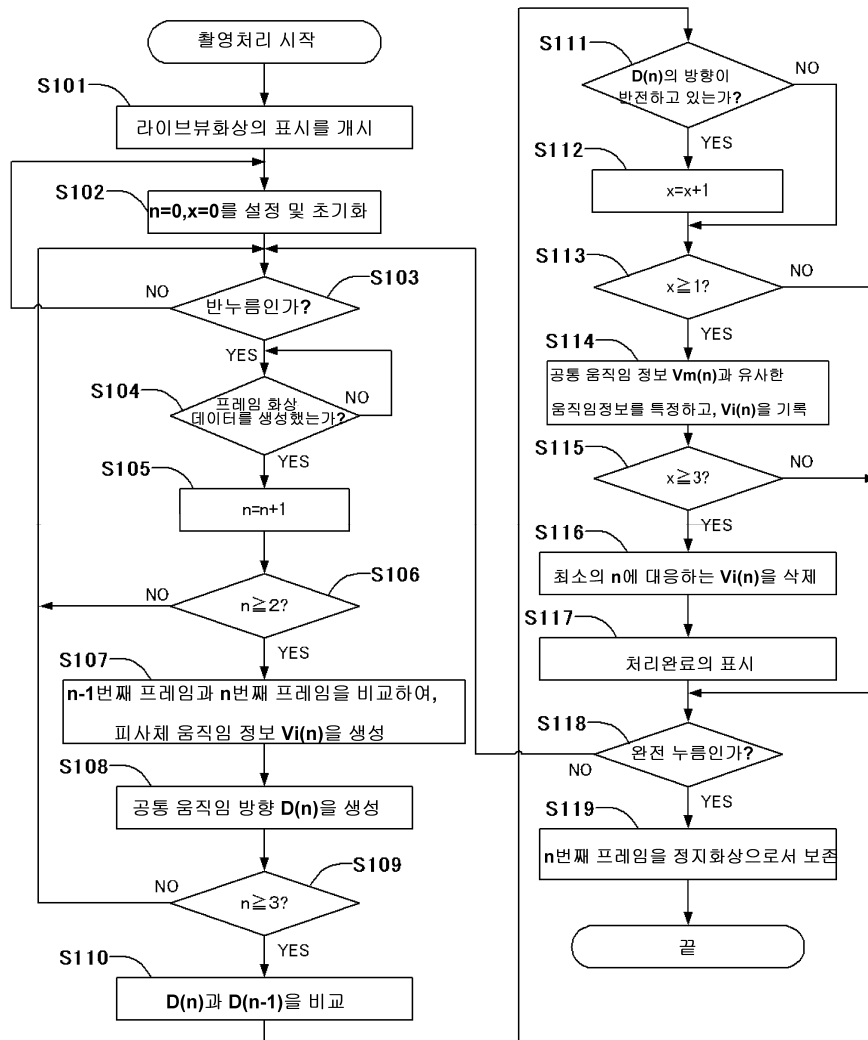 촬영처리 시작
S101
라이브뷰화상의 표시를 개시
S102
n=0,x=0를 설정 및 초기화
S103
반누름인가?
NO
YES
S104
프레임 화상
데이터를 생성했는가?
NO
YES
S105
n=n+1
S106
n≧2?
NO
YES
S107
n-1번째 프레임과 n번째 프레임을 비교하여,
피사체 움직임 정보 Vi(n)을 생성
S108
공통 움직임 방향 D(n)을 생성
S109
n≧3?
NO
YES
S110
D(n)과 D(n-1)을 비교
S111
D(n)의 방향이
반전하고 있는가?
NO
YES
S112
x=x+1
S113
x≧1?
NO
YES
S114
공통 움직임 정보 Vm(n)과 유사한
움직임정보를 특정하고, Vi(n)을 기록
S115
x≧3?
NO
YES
S116
최소의 n에 대응하는 Vi(n)을 삭제
S117
처리완료의 표시
S118
완전 누름인가?
NO
YES
S119
n번째 프레임을 정지화상으로서 보존
끝